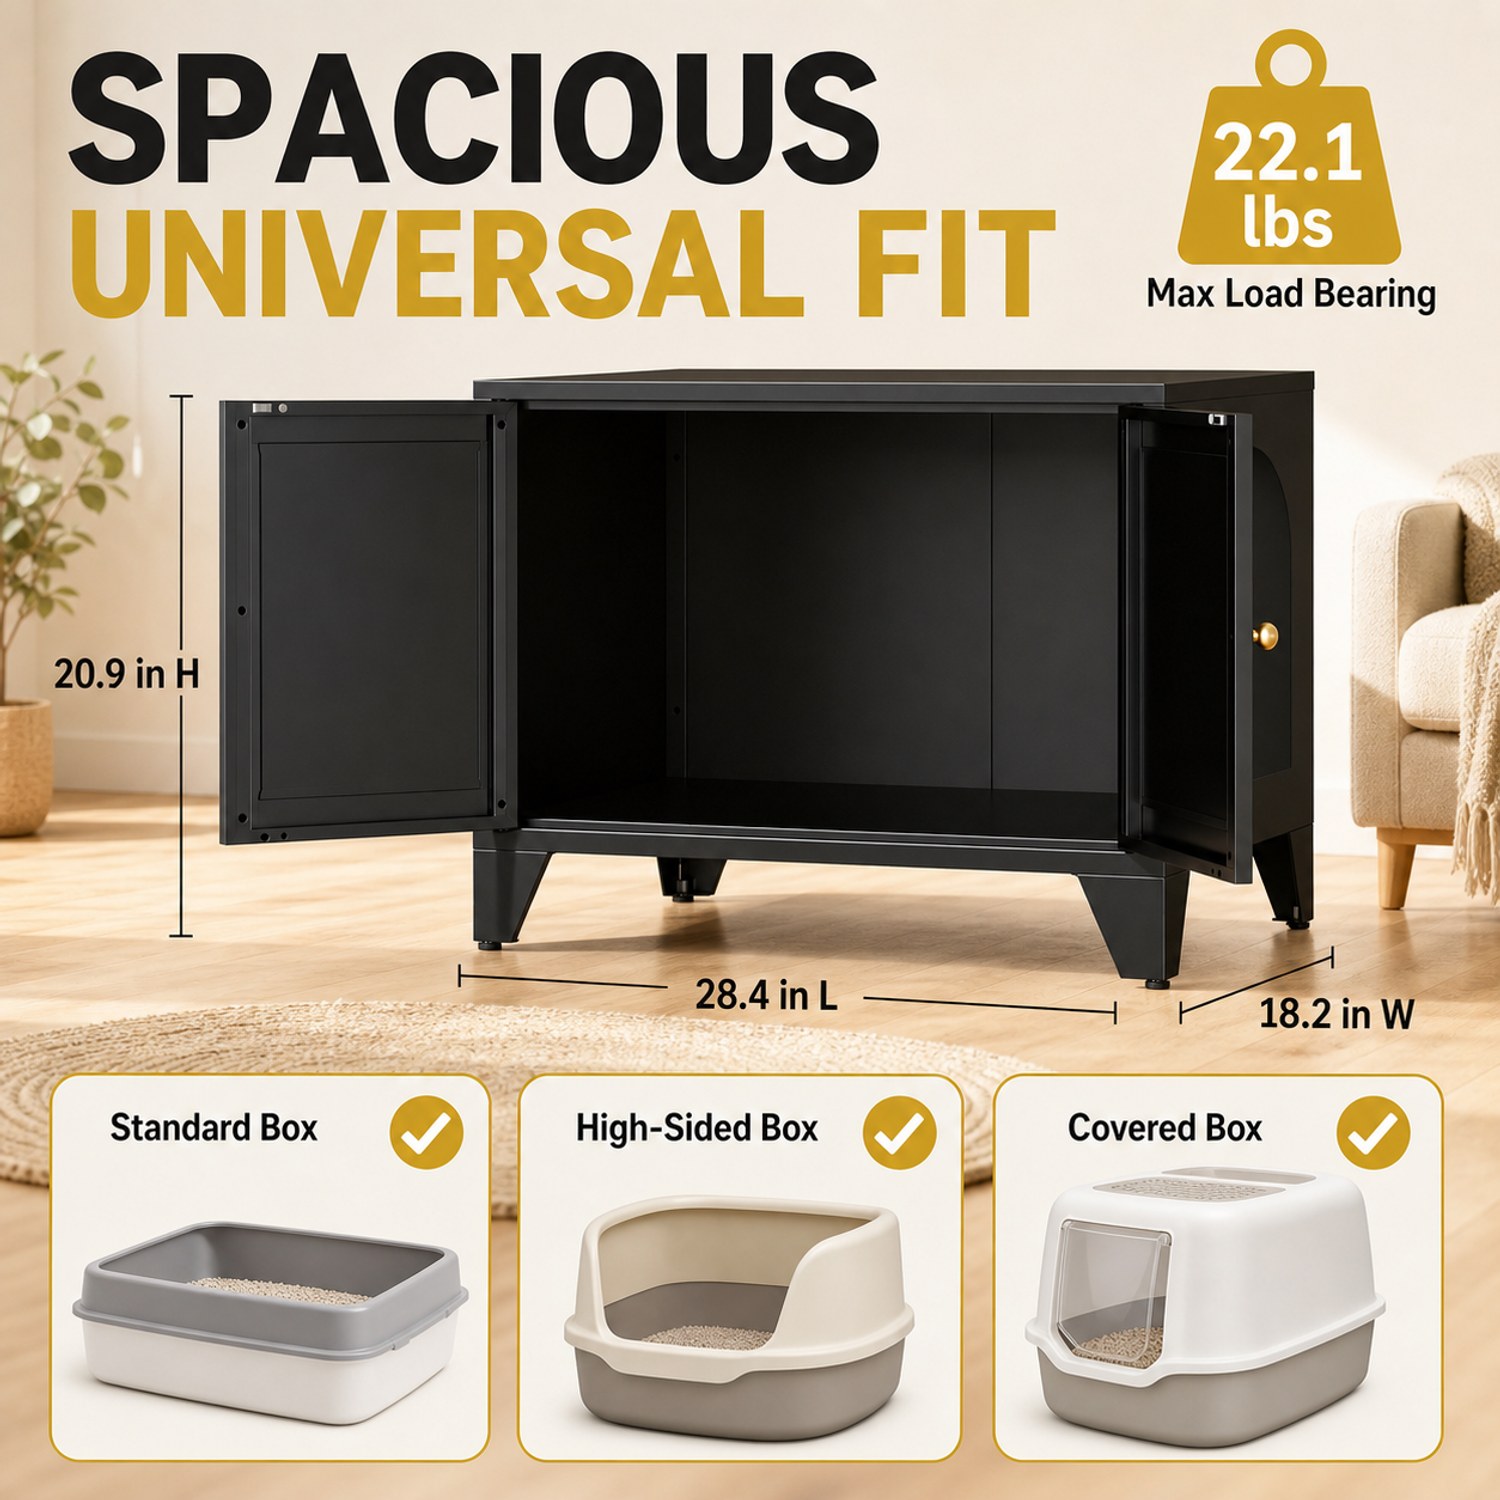 SPACIOUS
UNIVERSAL FIT
22.1
lbs
Max Load Bearing
20.9 in H
28.4 in L
18.2 in W
Standard Box
High-Sided Box
Covered Box